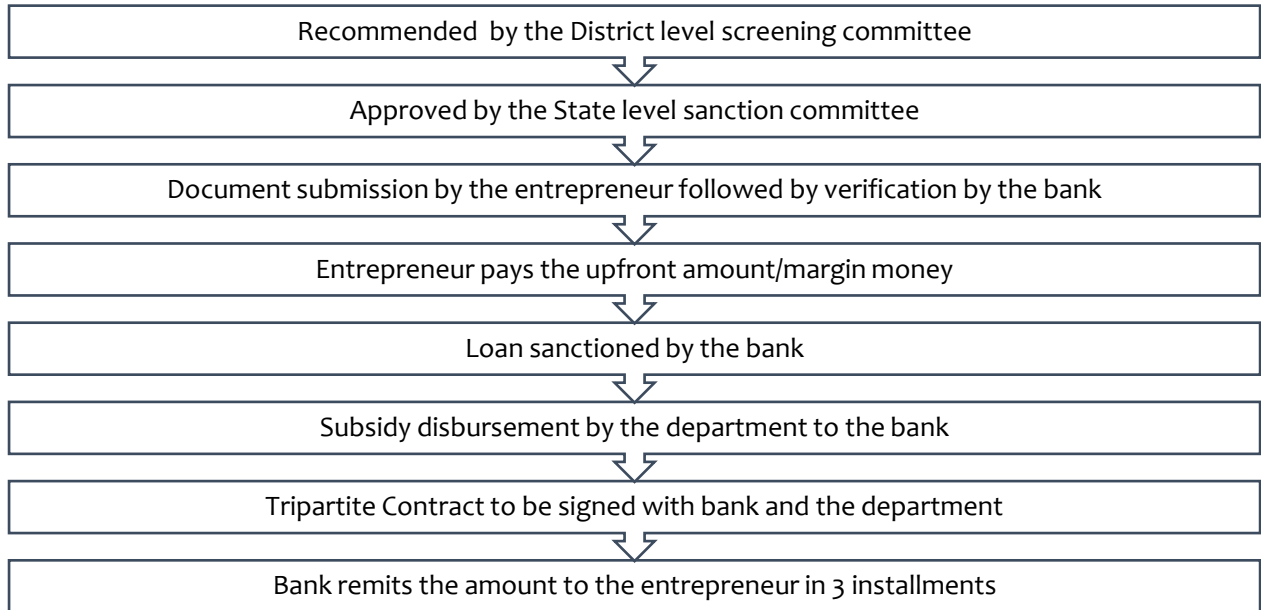 Recommended by the District level screening committee
Approved by the State level sanction committee
Document submission by the entrepreneur followed by verification by the bank
Entrepreneur pays the upfront amount/margin money
Loan sanctioned by the bank
Subsidy disbursement by the department to the bank
Tripartite Contract to be signed with bank and the department
Bank remits the amount to the entrepreneur in 3 installments